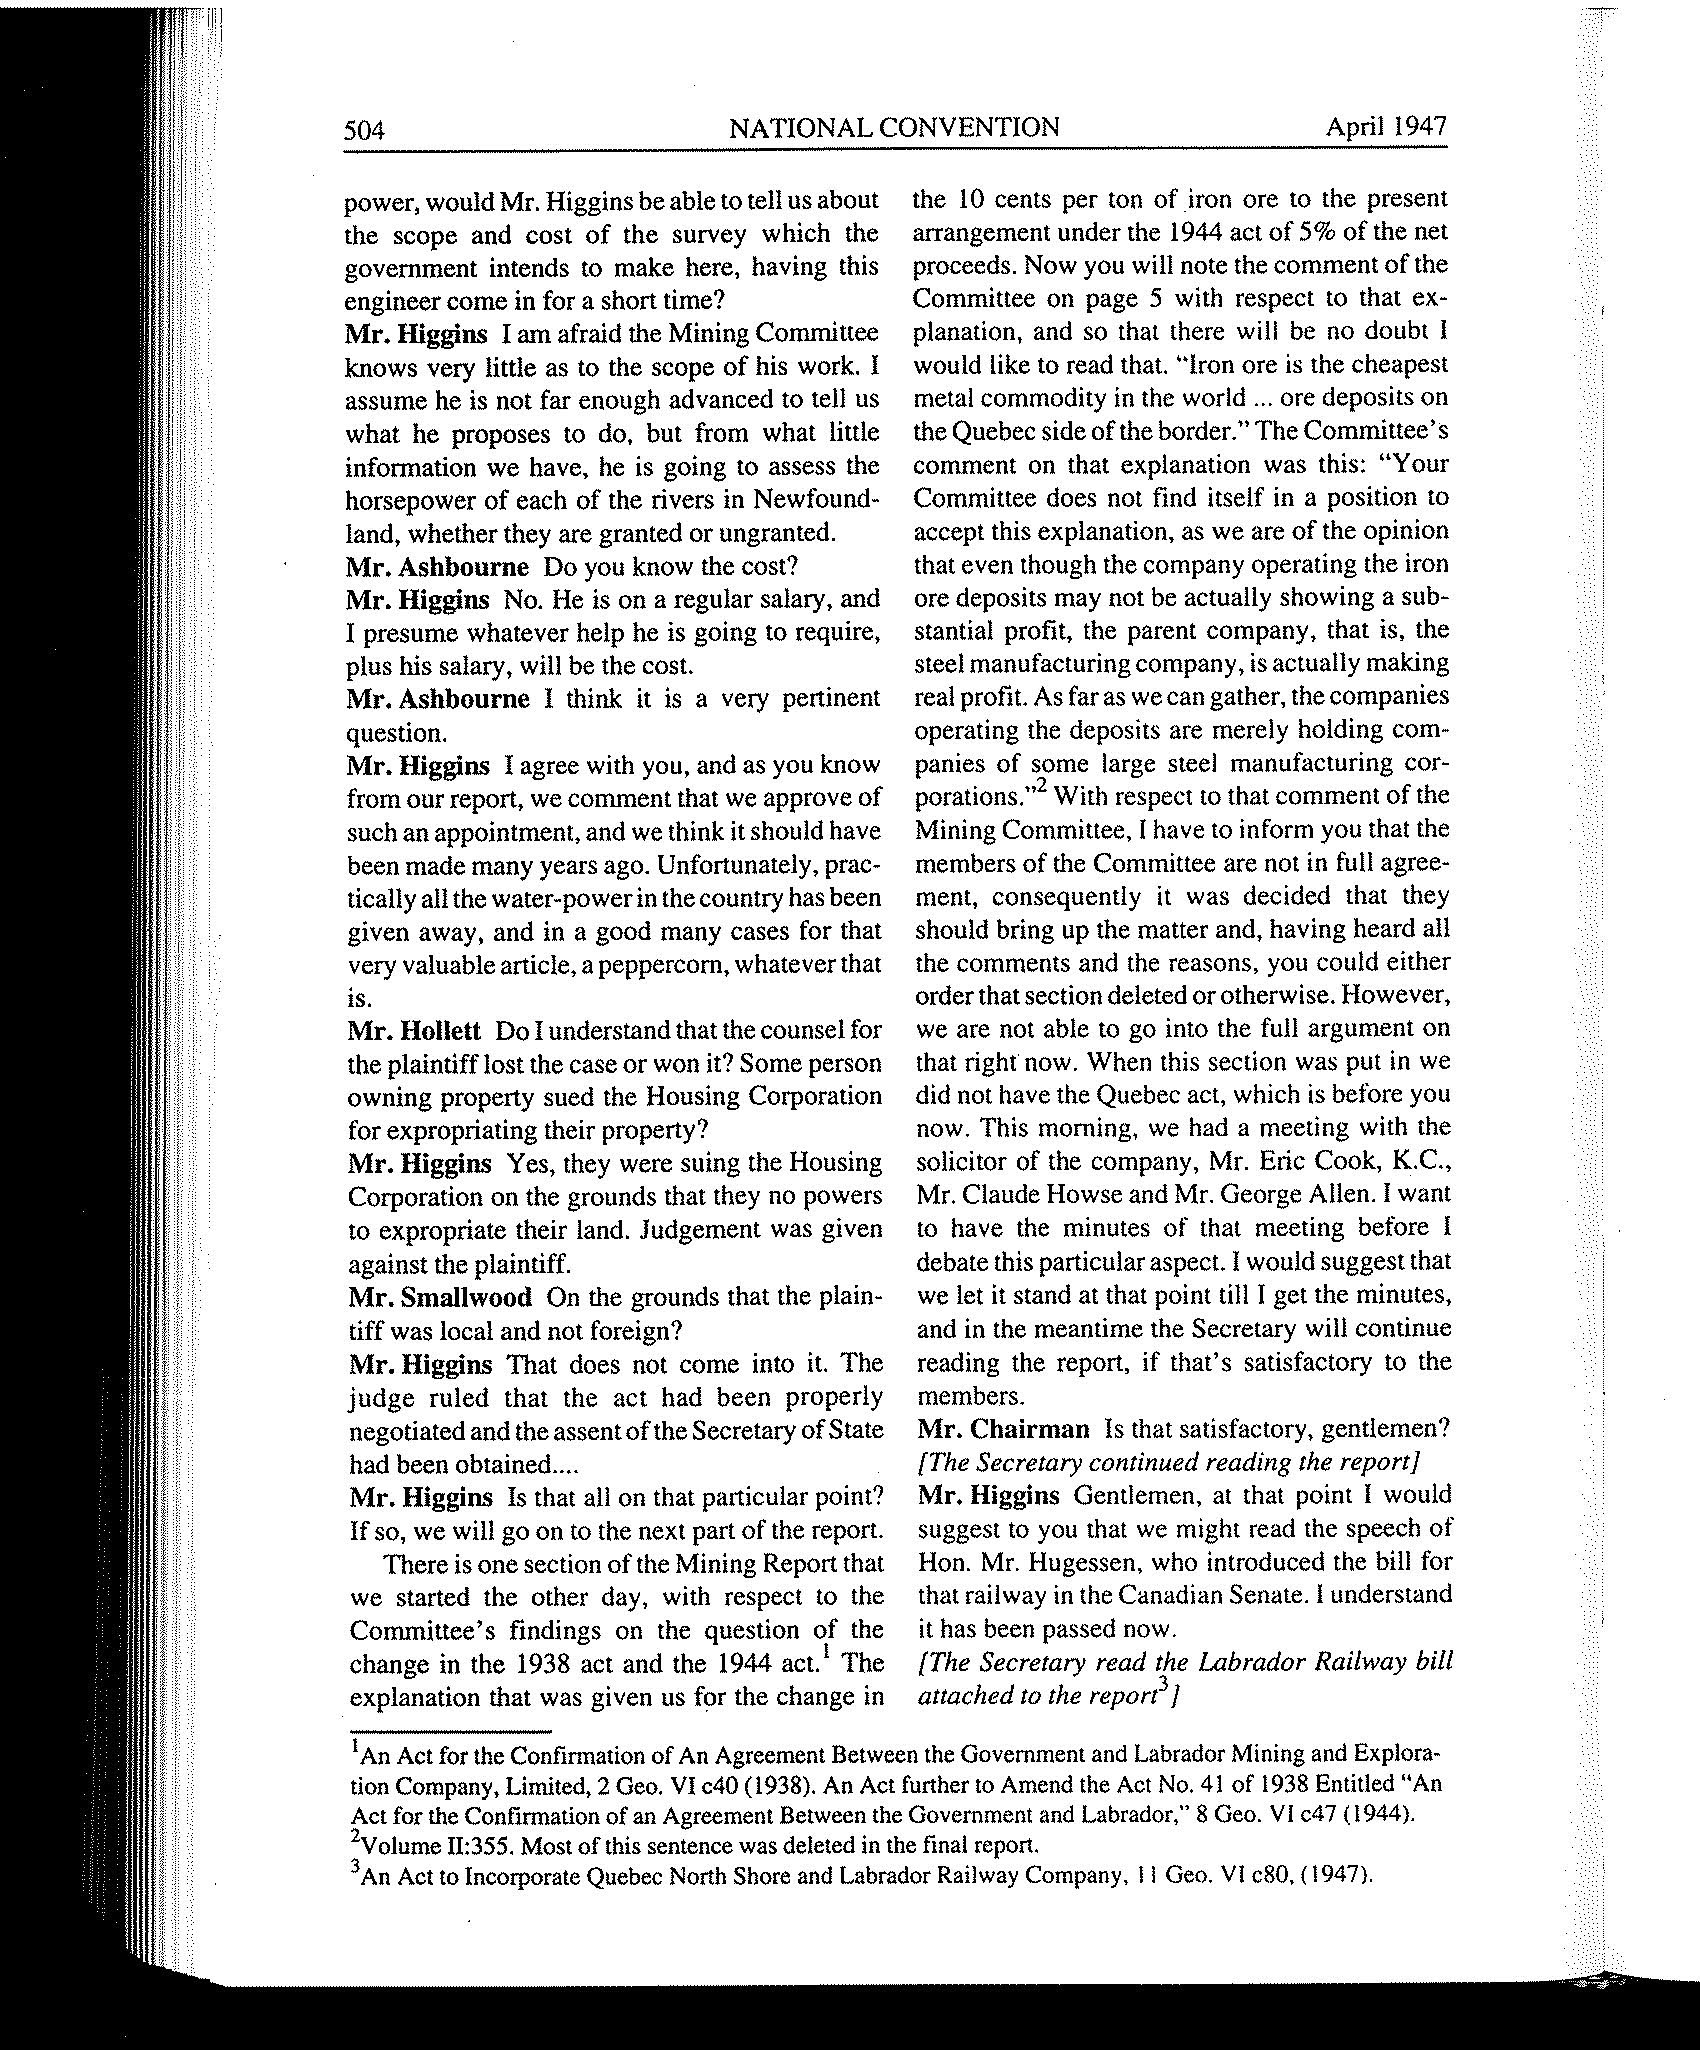 504 NATIONAL CONVENTION April 1947
power, would Mr. Higgins be able to tell us about
the scope and cost of the survey which the
government intends to make here, having this
engineer come in for a short time?
Mr. Higgins I am afraid the Mining Committee
knows very little as to the scope of his work. I
assume he is not far enough advanced to tell us
what he proposes to do, but from what little
information we have, he is going to assess the
horsepower of each of the rivers in Newfound-
land, whether they are granted or ungranted.
Mr. Ashbourne Do you know the cost?
Mr. Higgins No. He is on a regular salary, and
I presume whatever help he is going to require,
plus his salary, will be the cost.
Mr. Ashbourne I think it is a very pertinent
question.
Mr. Higgins I agree with you, and as you know
from our report, we comment that we approve of
such an appointment, and we think it should have
been made many years ago. Unfortunately, prac-
tically all the water-power in the country has been
given away, and in a good many cases for that
very valuable article, a peppercorn, whatever that
is.
Mr. Hollett Do I understand that the counsel for
the plaintiff lost the case or won it? Some person
owning property sued the Housing Corporation
for expropriating their property?
Mr. Higgins Yes, they were suing the Housing
Corporation on the grounds that they no powers
to expropriate their land. Judgement was given
against the plaintiff.
Mr. Smallwood On the grounds that the plain-
tiff was local and not foreign?
Mr. Higgins That does not come into it. The
judge ruled that the act had been properly
negotiated and the assent of the Secretary of State
had been obtained....
Mr. Higgins Is that all on that particular point?
If so, we will go on to the next part of the report.
There is one section of the Mining Report that
we started the other day, with respect to the
Committee's findings on the question of the
change in the 1938 act and the 1944 act.1 The
explanation that was given us for the change in
the 10 cents per ton of iron ore to the present
arrangement under the 1944 act of 5% of the net
proceeds. Now you will note the comment of the
Committee on page 5 with respect to that ex-
planation, and so that there will be no doubt I
would like to read that. "Iron ore is the cheapest
metal commodity in the world ... ore deposits on
the Quebec side of the border." The Committee's
comment on that explanation was this: "Your
Committee does not find itself in a position to
accept this explanation, as we are of the opinion
that even though the company operating the iron
ore deposits may not be actually showing a sub-
stantial profit, the parent company, that is, the
steel manufacturing company, is actually making
real profit. As far as we can gather, the companies
operating the deposits are merely holding com-
panies of some large steel manufacturing cor-
porations."2 With respect to that comment of the
Mining Committee, I have to inform you that the
members of the Committee are not in full agree-
ment, consequently it was decided that they
should bring up the matter and, having heard all
the comments and the reasons, you could either
order that section deleted or otherwise. However,
we are not able to go into the full argument on
that right now. When this section was put in we
did not have the Quebec act, which is before you
now. This morning, we had a meeting with the
solicitor of the company, Mr. Eric Cook, K.C.,
Mr. Claude Howse and Mr. George Allen. I want
to have the minutes of that meeting before I
debate this particular aspect. I would suggest that
we let it stand at that point till I get the minutes,
and in the meantime the Secretary will continue
reading the report, if that's satisfactory to the
members.
Mr. Chairman Is that satisfactory, gentlemen?
[The Secretary continued reading the report]
Mr. Higgins Gentlemen, at that point I would
suggest to you that we might read the speech of
Hon. Mr. Hugessen, who introduced the bill for
that railway in the Canadian Senate. I understand
it has been passed now.
[The Secretary read the Labrador Railway bill
attached to the report3]
1An Act for the Confirmation of An Agreement Between the Government and Labrador Mining and Explora-
tion Company, Limited, 2 Geo. VI c40 (1938). An Act further to Amend the Act No. 41 of 1938 Entitled "An
Act for the Confirmation of an Agreement Between the Government and Labrador," 8 Geo. VI c47 (1944).
2Volume II:355. Most of this sentence was deleted in the final report.
3An Act to Incorporate Quebec North Shore and Labrador Railway Company, 11 Geo. VI c80, (1947).